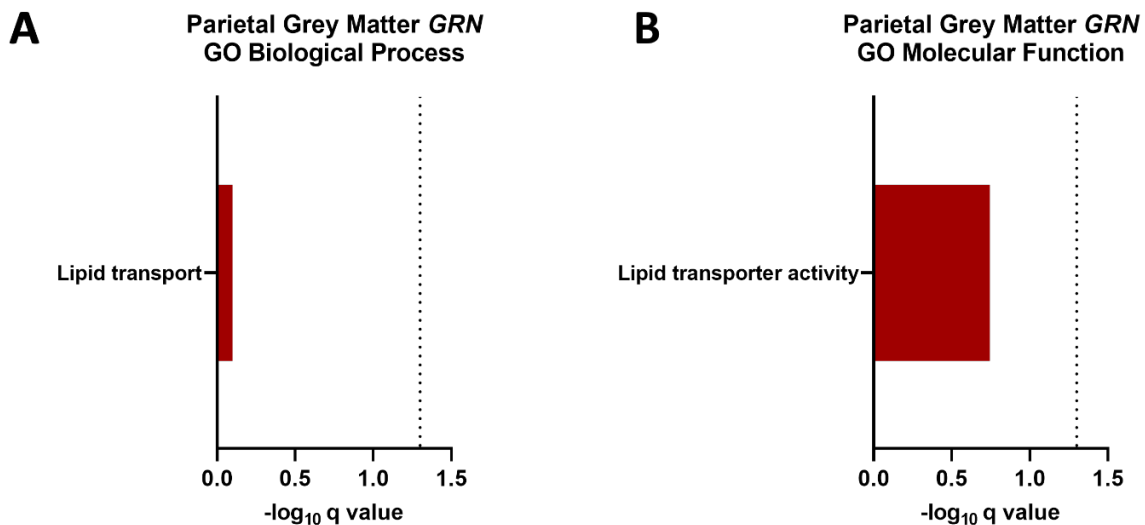 A
Parietal Grey Matter GRN
GO Biological Process
Lipid transport
0.0 0.5 1.0 1.5
-log₁₀ q value
B
Parietal Grey Matter GRN
GO Molecular Function
Lipid transporter activity
0.0 0.5 1.0 1.5
-log₁₀ q value